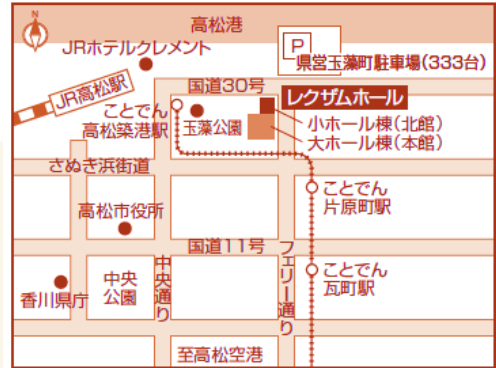 高松港
N
JRホテルクレメント
P
県営玉藻町駐車場(333台)
JR高松駅
国道30号
レクザムホール
ことでん
高松築港駅
玉藻公園
小ホール棟(北館)
大ホール棟(本館)
さぬき浜街道
ことでん
片原町駅
高松市役所
国道11号
中央通り
フェリー通り
ことでん
瓦町駅
香川県庁
中央
公園
至高松空港